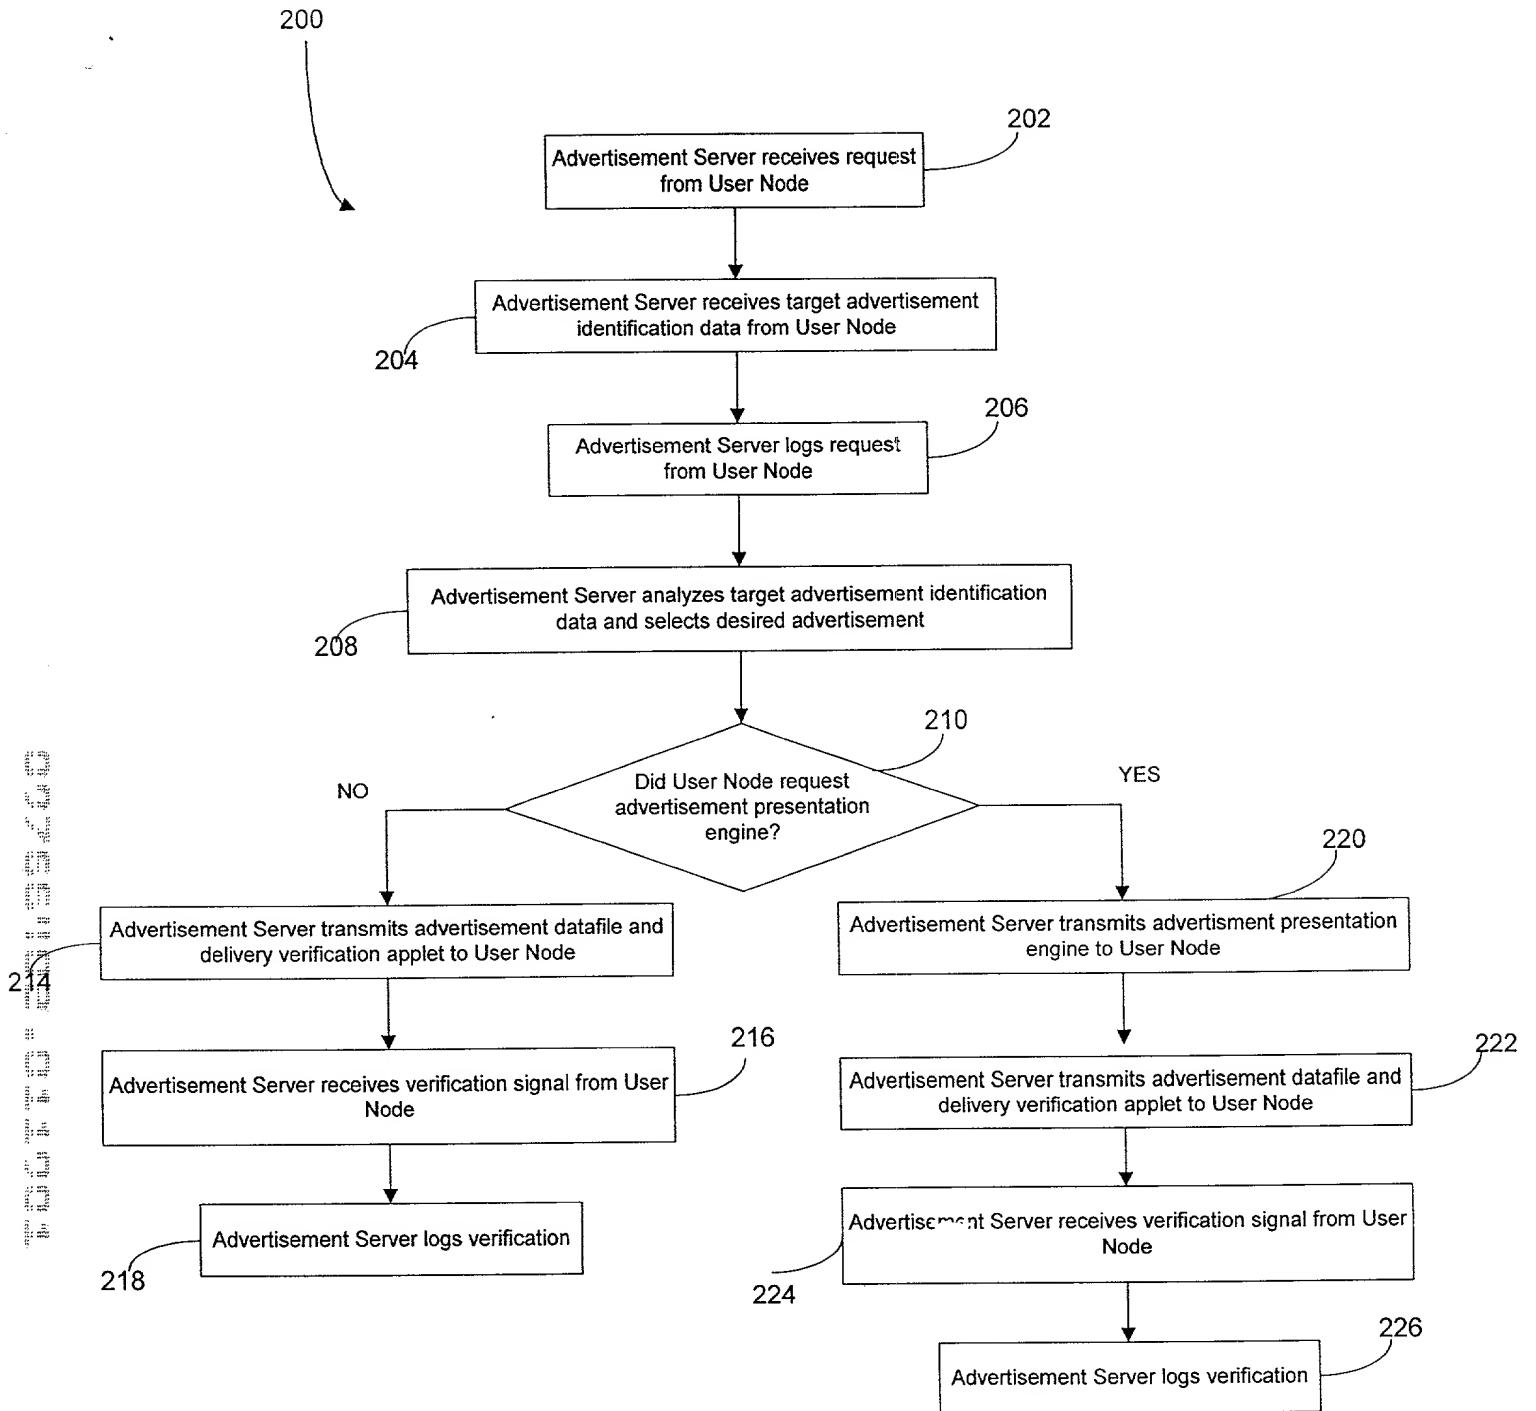 200
202
Advertisement Server receives request
from User Node
Advertisement Server receives target advertisement
identification data from User Node
204
206
Advertisement Server logs request
from User Node
Advertisement Server analyzes target advertisement identification
data and selects desired advertisement
208
210
NO
Did User Node request
advertisement presentation
engine?
YES
220
Advertisement Server transmits advertisement datafile and
delivery verification applet to User Node
214
Advertisement Server transmits advertisment presentation
engine to User Node
216
Advertisement Server receives verification signal from User
Node
222
Advertisement Server transmits advertisement datafile and
delivery verification applet to User Node
Advertisement Server logs verification
218
Advertisement Server receives verification signal from User
Node
224
226
Advertisement Server logs verification